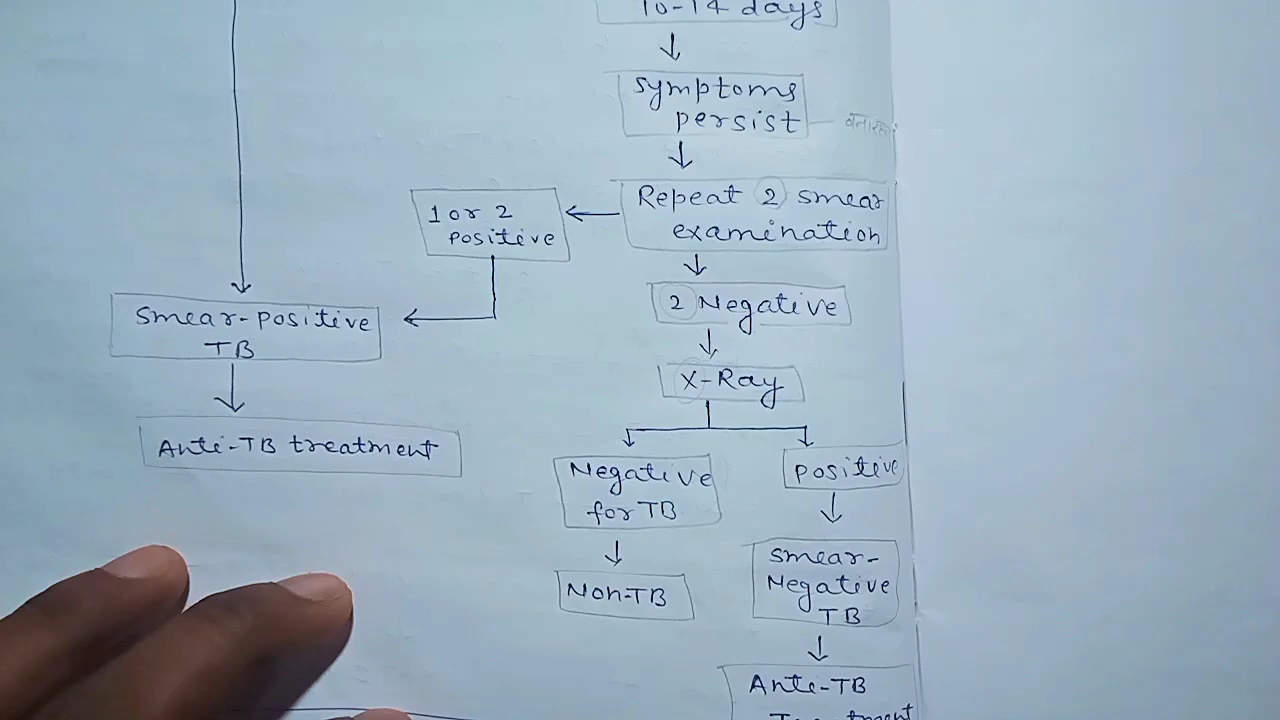 10-14 days
Symptoms
persist
Repeat 2 smear
examination
1 or 2
positive
2 Negative
X-Ray
Smear-positive
TB
Anti-TB treatment
Negative
for TB
positive
Non-TB
Smear-
Negative
TB
Anti-TB
Treatment